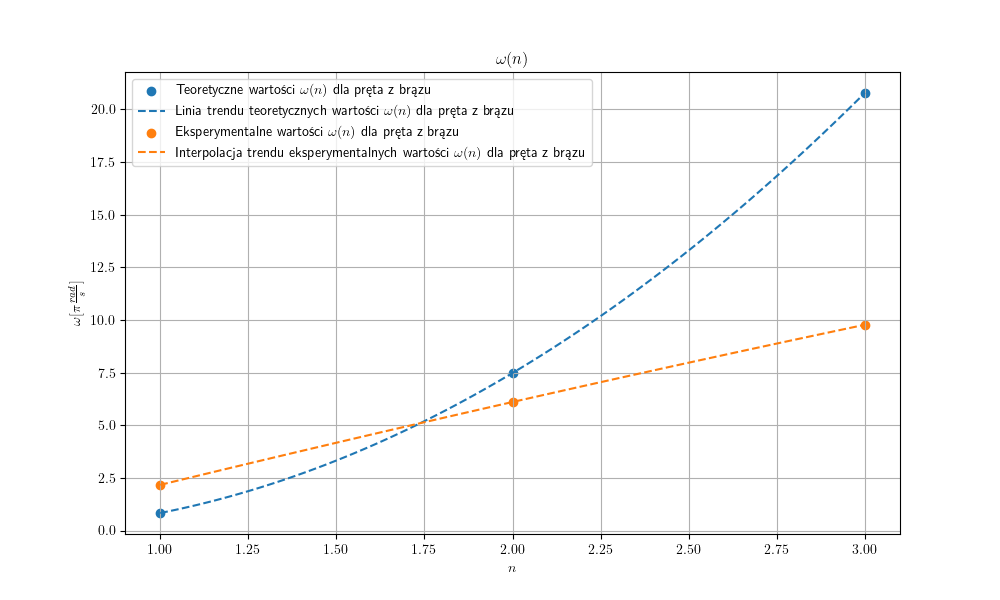 ω(n)
Teoretyczne wartości ω(n) dla pręta z brązu
Linia trendu teoretycznych wartości ω(n) dla pręta z brązu
Eksperymentalne wartości ω(n) dla pręta z brązu
Interpolacja trendu eksperymentalnych wartości ω(n) dla pręta z brązu
20.0
17.5
15.0
12.5
10.0
7.5
5.0
2.5
0.0
ω[π rad/s]
1.00 1.25 1.50 1.75 2.00 2.25 2.50 2.75 3.00
n